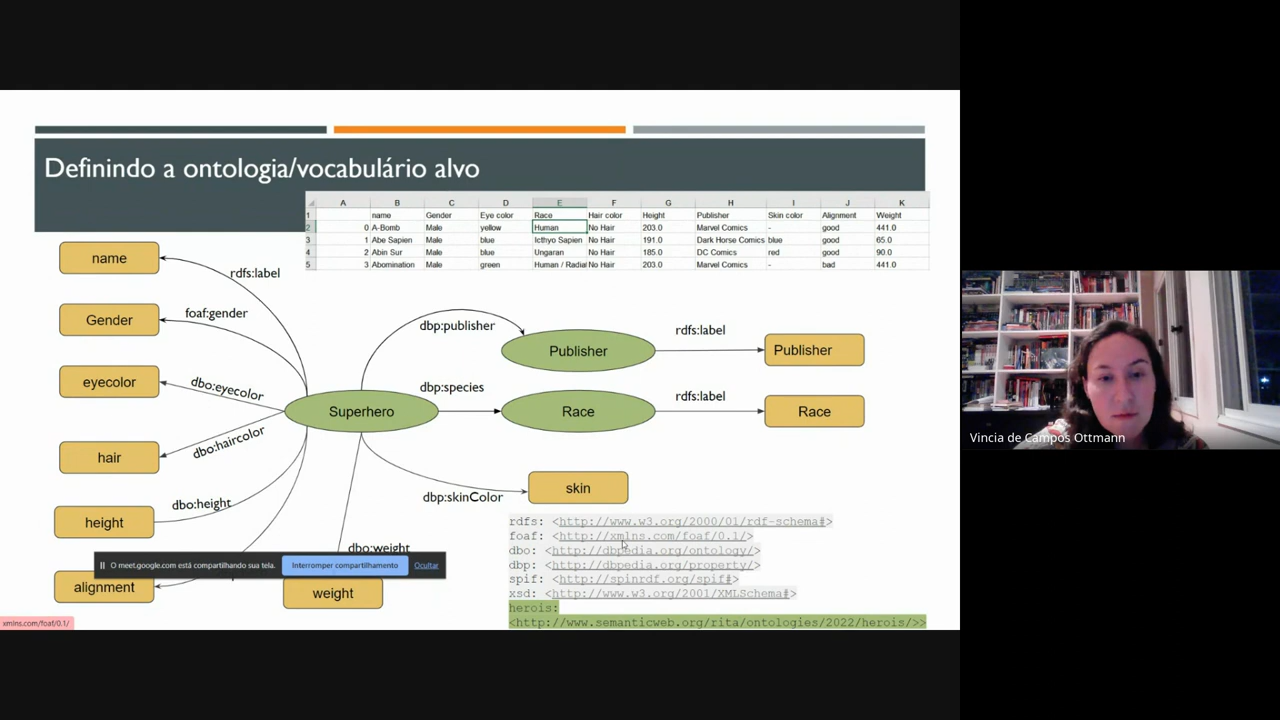 Definindo a ontologia/vocabulário alvo
A B C D E F G H I J K
1 name Gender Eye color Race Hair color Height Publisher Skin color Alignment Weight
2 0 A-Bomb Male yellow Human No Hair 203.0 Marvel Comics - good 441.0
3 1 Abe Sapien Male blue Icthyo Sapien No Hair 191.0 Dark Horse Comics blue good 65.0
4 2 Abin Sur Male blue Ungaran No Hair 185.0 DC Comics red good 90.0
5 3 Abomination Male green Human / Radia No Hair 203.0 Marvel Comics - bad 441.0
name
rdfs:label
Gender
foaf:gender
eyecolor
dbo:eyecolor
hair
dbo:haircolor
height
dbo:height
alignment
Superhero
dbp:publisher
Publisher
rdfs:label
Publisher
dbp:species
Race
rdfs:label
Race
dbp:skinColor
skin
dbo:weight
weight
O meet.google.com está compartilhando sua tela.
Interromper compartilhamento
Ocultar
rdfs: <http://www.w3.org/2000/01/rdf-schema#>
foaf: <http://xmlns.com/foaf/0.1/>
dbo: <http://dbpedia.org/ontology/>
dbp: <http://dbpedia.org/property/>
spif: <http://spinrdf.org/spif#>
xsd: <http://www.w3.org/2001/XMLSchema#>
herois:
<http://www.semanticweb.org/rita/ontologies/2022/herois/>>
xmlns.com/foaf/0.1/
Vincia de Campos Ottmann